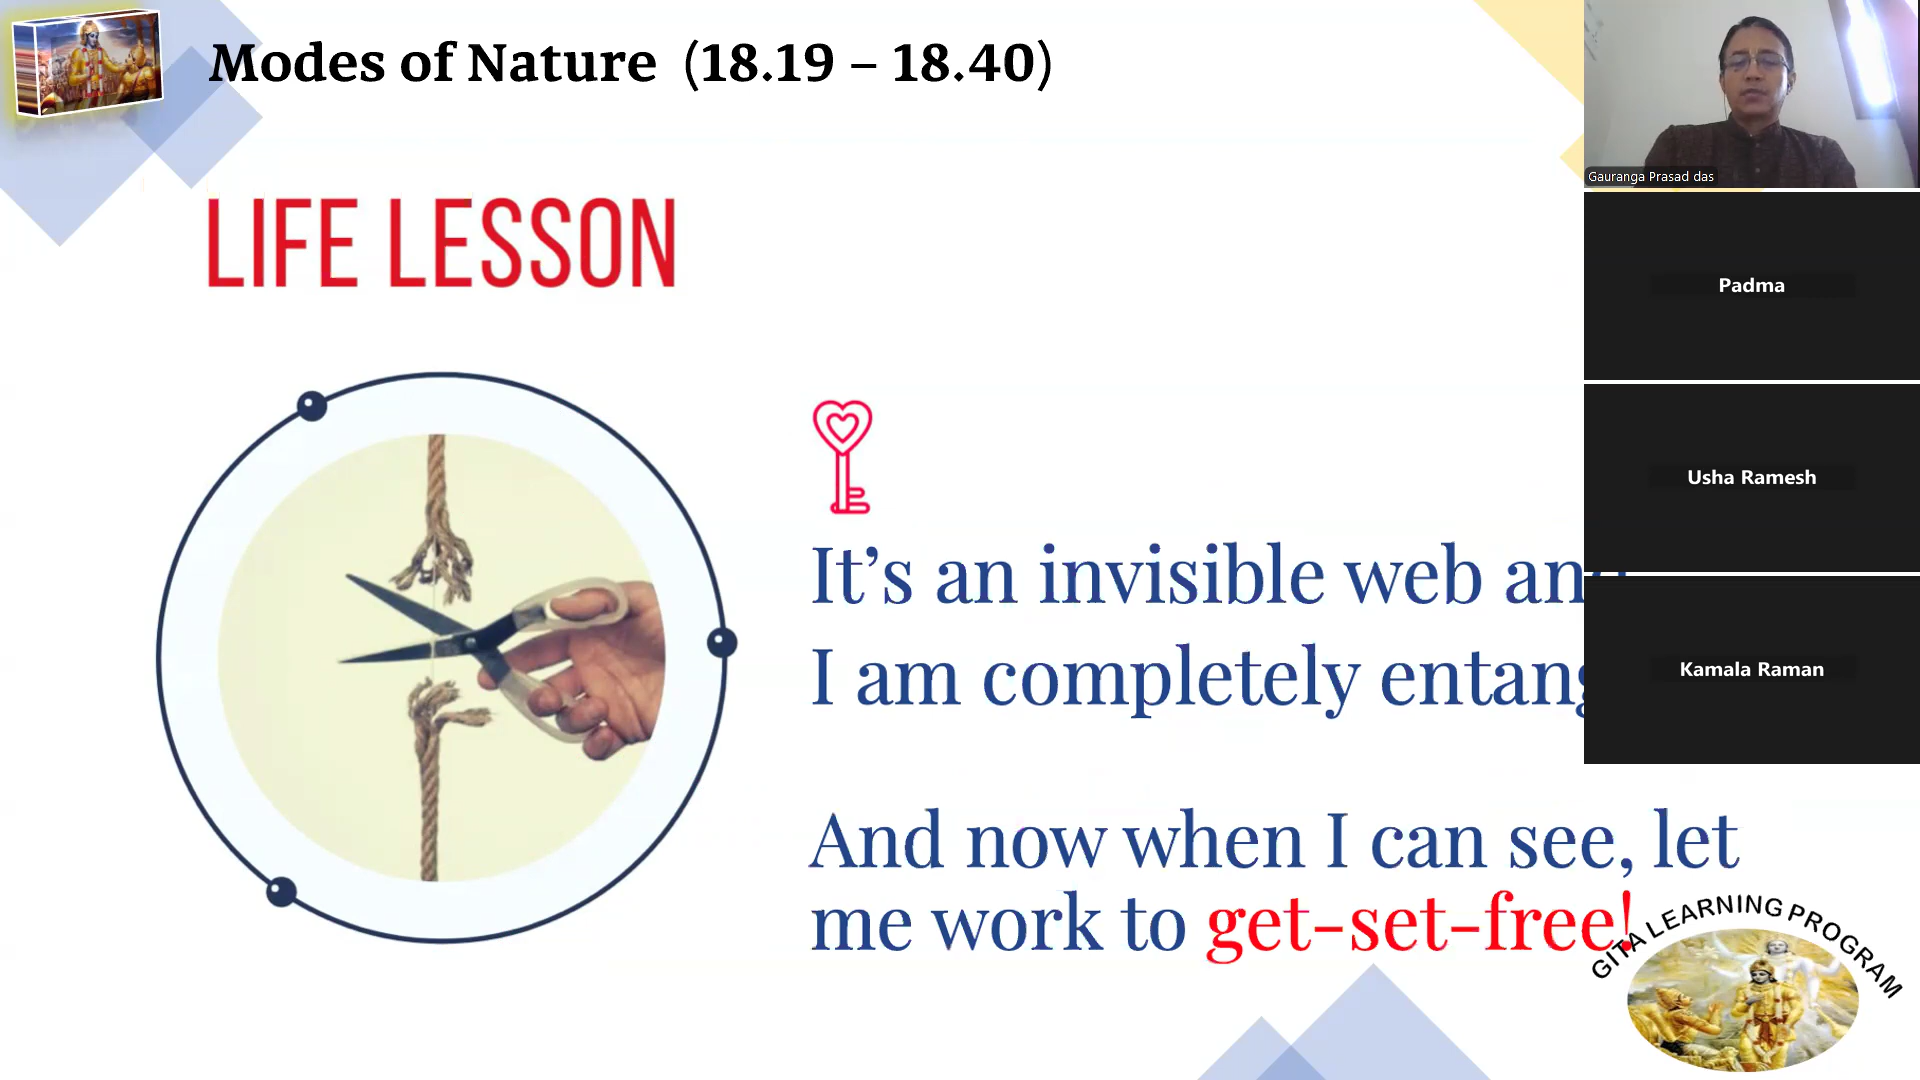 Modes of Nature (18.19 – 18.40)
LIFE LESSON
It’s an invisible web
I am completely
And now when I can see, let
me work to get-set-free!
GITA LEARNING PROGRAM
Gauranga Prasad das
Padma
Usha Ramesh
Kamala Raman